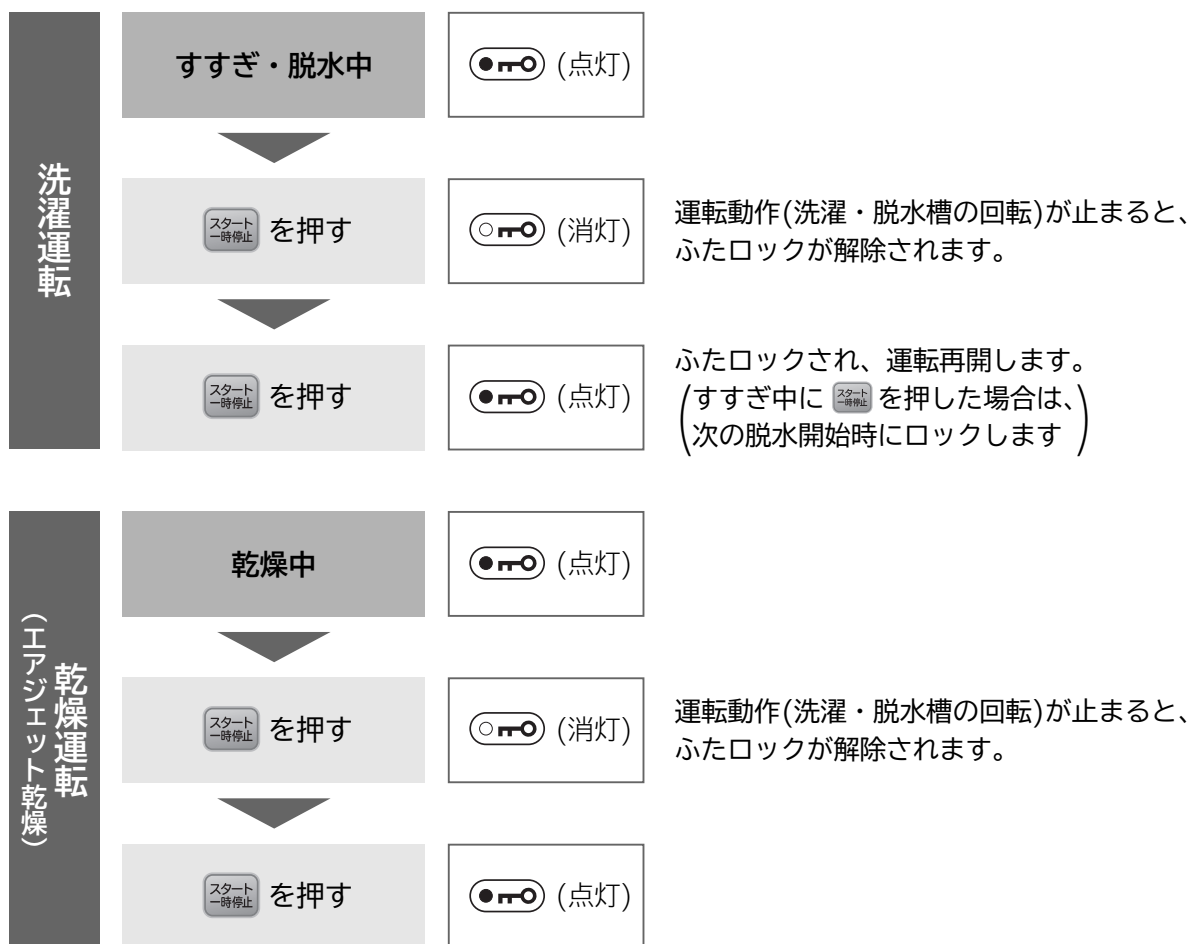 洗濯運転
すすぎ・脱水中
(点灯)
スタート
一時停止
を押す
(消灯)
運転動作(洗濯・脱水槽の回転)が止まると、
ふたロックが解除されます。
スタート
一時停止
を押す
(点灯)
ふたロックされ、運転再開します。
(すすぎ中に スタート 一時停止 を押した場合は、
次の脱水開始時にロックします)
乾燥運転
(エアジェット乾燥)
乾燥中
(点灯)
スタート
一時停止
を押す
(消灯)
運転動作(洗濯・脱水槽の回転)が止まると、
ふたロックが解除されます。
スタート
一時停止
を押す
(点灯)